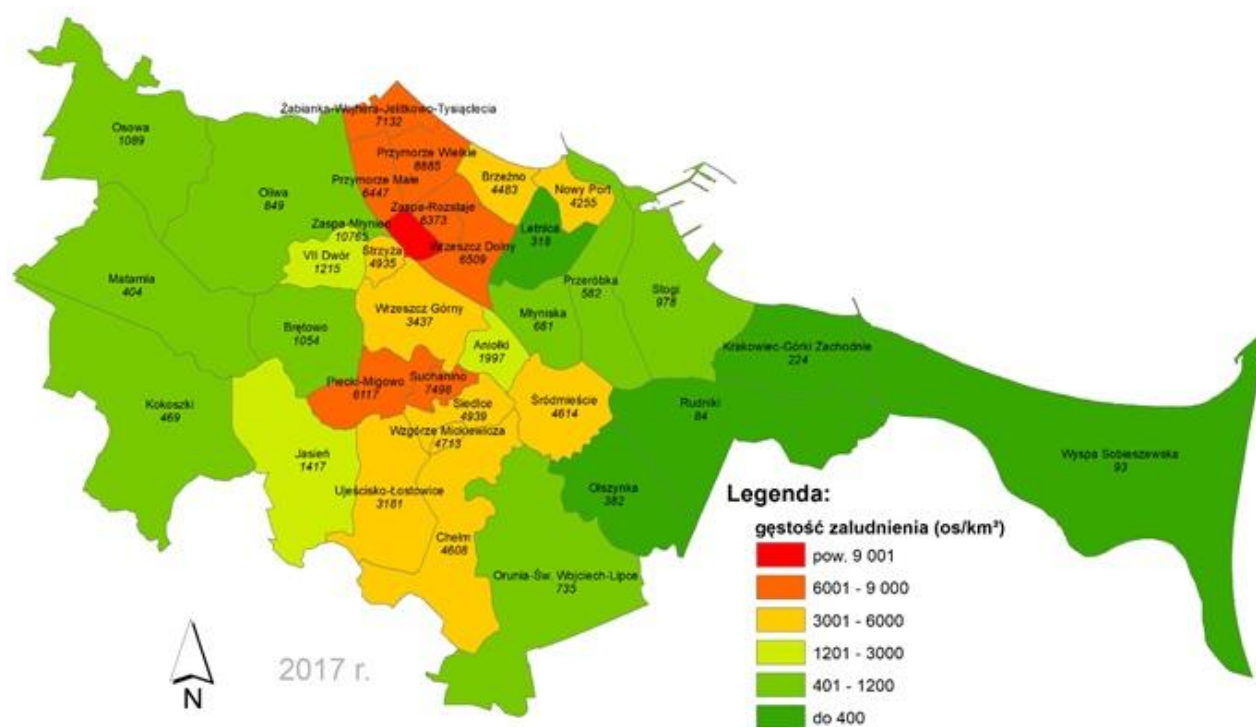 Żabianka-Wejhera-Jelitkowo-Tysiąclecia
7132
Osowa
1089
Przymorze Wielkie
8885
Brzeźno
4483
Nowy Port
4255
Przymorze Małe
6447
Oliwa
849
Zaspa-Rozstaje
8373
Zaspa-Młyniec
10765
Letnica
318
Wrzeszcz Dolny
6509
Strzyża
4935
VII Dwór
1215
Matarnia
404
Przeróbka
582
Stogi
978
Wrzeszcz Górny
3437
Młyniska
681
Brętowo
1054
Aniołki
1997
Krakowiec-Górki Zachodnie
224
Suchanino
7498
Piecki-Migowo
6117
Kokoszki
469
Siedlce
4939
Śródmieście
4614
Rudniki
84
Wzgórze Mickiewicza
4713
Jasień
1417
Wyspa Sobieszewska
93
Ujeścisko-Łostowice
3181
Olszynka
382
Chełm
4608
Orunia-Św. Wojciech-Lipce
735
Legenda:
gęstość zaludnienia (os/km²)
pow. 9 001
6001 - 9 000
3001 - 6000
1201 - 3000
401 - 1200
do 400
N
2017 r.